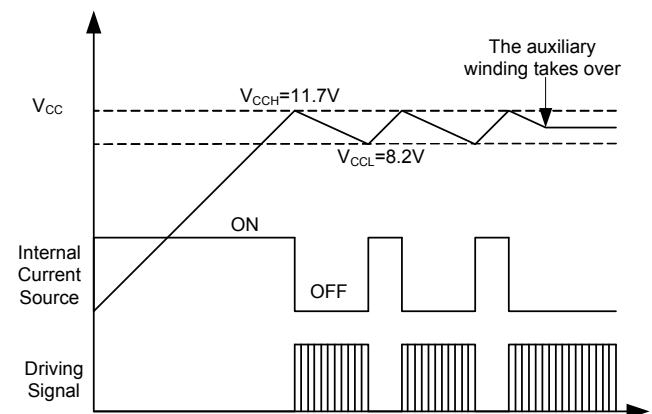 The auxiliary
winding takes over
VCC
VCCH=11.7V
VCCL=8.2V
ON
Internal
Current
Source
OFF
Driving
Signal